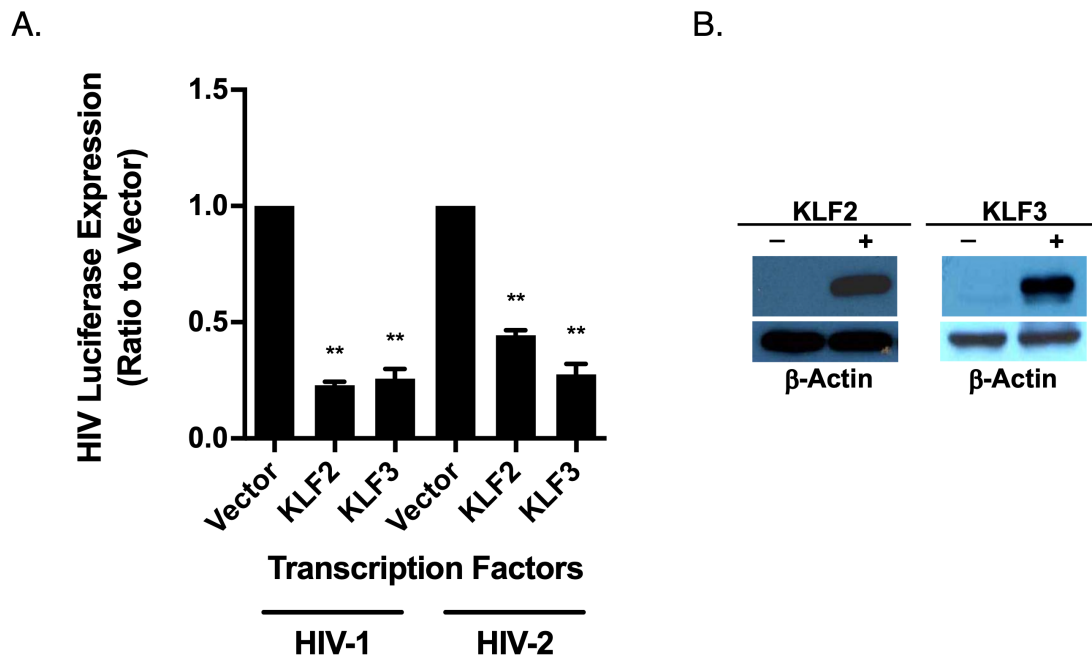 A.
HIV Luciferase Expression
(Ratio to Vector)
1.5
1.0
0.5
0.0
** ** ** **
Vector KLF2 KLF3 Vector KLF2 KLF3
Transcription Factors
HIV-1 HIV-2
B.
KLF2 KLF3
– + – +
β-Actin β-Actin